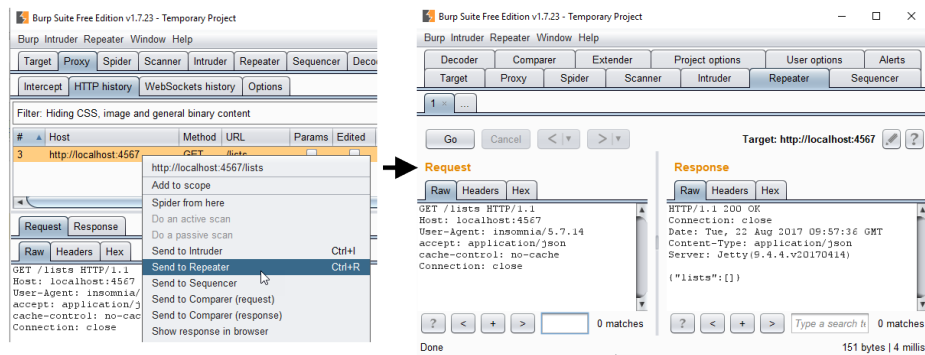 Burp Suite Free Edition v1.7.23 - Temporary Project
Burp Intruder Repeater Window Help
Target Proxy Spider Scanner Intruder Repeater Sequencer Deco
Intercept HTTP history WebSockets history Options
Filter: Hiding CSS, image and general binary content
# Host Method URL Params Edited
3 http://localhost:4567 GET /lists
http://localhost:4567/lists
Add to scope
Spider from here
Do an active scan
Do a passive scan
Send to Intruder Ctrl+I
Send to Repeater Ctrl+R
Send to Sequencer
Send to Comparer (request)
Send to Comparer (response)
Show response in browser
Request Response
Raw Headers Hex
GET /lists HTTP/1.1
Host: localhost:4567
User-Agent: insomnia/
accept: application/j
cache-control: no-cac
Connection: close
Burp Suite Free Edition v1.7.23 - Temporary Project
Burp Intruder Repeater Window Help
Decoder Comparer Extender Project options User options Alerts
Target Proxy Spider Scanner Intruder Repeater Sequencer
1 × ...
Go Cancel < > Target: http://localhost:4567 ?
Request
Raw Headers Hex
GET /lists HTTP/1.1
Host: localhost:4567
User-Agent: insomnia/5.7.14
accept: application/json
cache-control: no-cache
Connection: close
? < + > 0 matches
Response
Raw Headers Hex
HTTP/1.1 200 OK
Connection: close
Date: Tue, 22 Aug 2017 09:57:36 GMT
Content-Type: application/json
Server: Jetty(9.4.4.v20170414)
{"lists":[]}
? < + > Type a search te 0 matches
Done 151 bytes | 4 millis